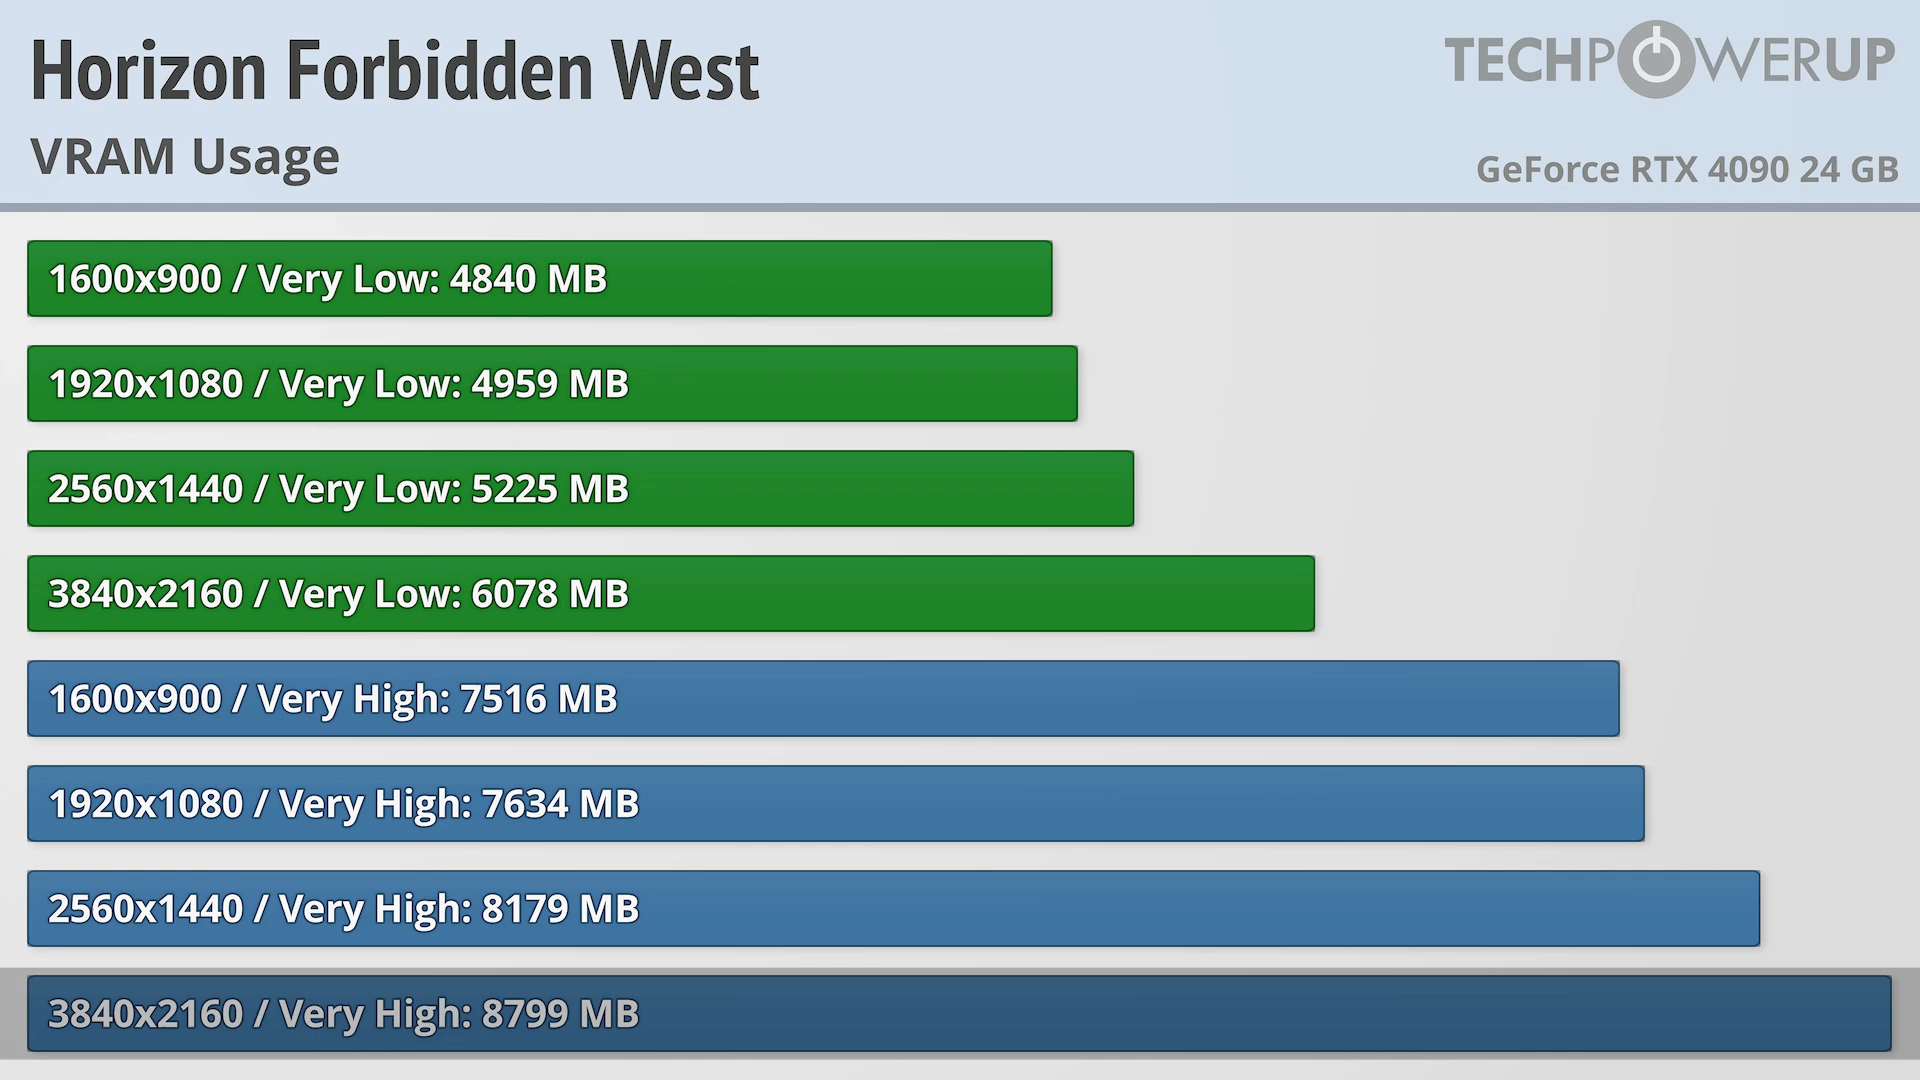 Horizon Forbidden West
TECHPOWERUP
VRAM Usage
GeForce RTX 4090 24 GB
1600x900 / Very Low: 4840 MB
1920x1080 / Very Low: 4959 MB
2560x1440 / Very Low: 5225 MB
3840x2160 / Very Low: 6078 MB
1600x900 / Very High: 7516 MB
1920x1080 / Very High: 7634 MB
2560x1440 / Very High: 8179 MB
3840x2160 / Very High: 8799 MB